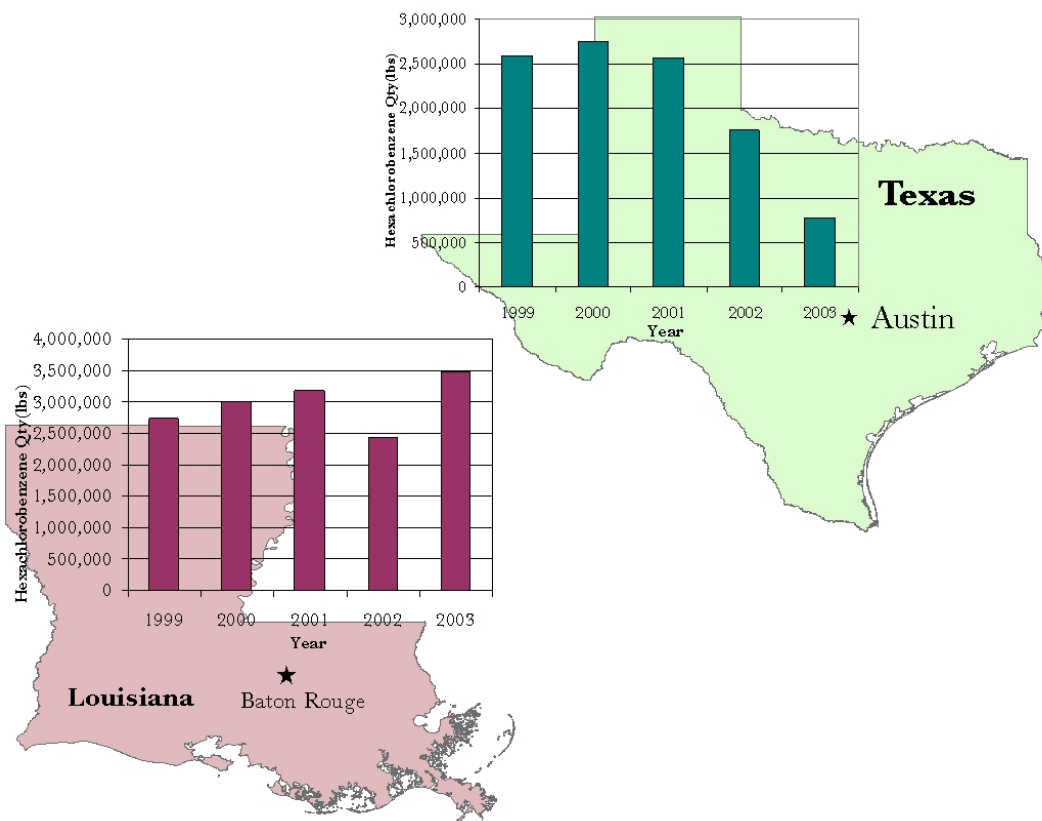 3,000,000
2,500,000
2,000,000
1,500,000
1,000,000
500,000
0
Hexachlorobenzene Qty(lbs)
1999 2000 2001 2002 2003
Year
Texas
Austin
4,000,000
3,500,000
3,000,000
2,500,000
2,000,000
1,500,000
1,000,000
500,000
0
Hexachlorobenzene Qty(lbs)
1999 2000 2001 2002 2003
Year
Louisiana
Baton Rouge